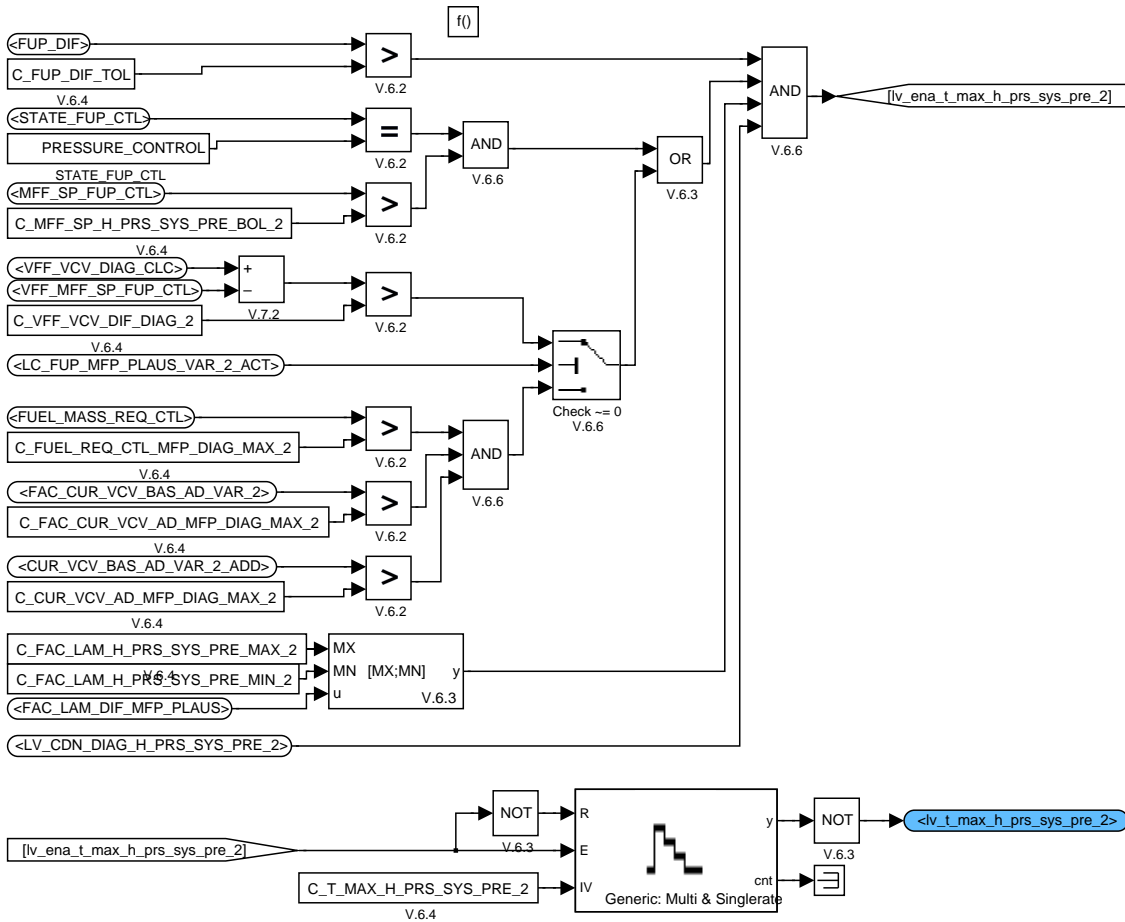 f()
<FUP_DIF>
C_FUP_DIF_TOL
V.6.4
>
V.6.2
<STATE_FUP_CTL>
PRESSURE_CONTROL
STATE_FUP_CTL
=
V.6.2
AND
V.6.6
<MFF_SP_FUP_CTL>
C_MFF_SP_H_PRS_SYS_PRE_BOL_2
V.6.4
>
V.6.2
OR
V.6.3
AND
V.6.6
[lv_ena_t_max_h_prs_sys_pre_2]
<VFF_VCV_DIAG_CLC>
<VFF_MFF_SP_FUP_CTL>
+
−
V.7.2
C_VFF_VCV_DIF_DIAG_2
V.6.4
>
V.6.2
<LC_FUP_MFP_PLAUS_VAR_2_ACT>
Check ~= 0
V.6.6
<FUEL_MASS_REQ_CTL>
C_FUEL_REQ_CTL_MFP_DIAG_MAX_2
V.6.4
>
V.6.2
AND
V.6.6
<FAC_CUR_VCV_BAS_AD_VAR_2>
C_FAC_CUR_VCV_AD_MFP_DIAG_MAX_2
V.6.4
>
V.6.2
<CUR_VCV_BAS_AD_VAR_2_ADD>
C_CUR_VCV_AD_MFP_DIAG_MAX_2
V.6.4
>
V.6.2
C_FAC_LAM_H_PRS_SYS_PRE_MAX_2
V.6.4
C_FAC_LAM_H_PRS_SYS_PRE_MIN_2
<FAC_LAM_DIF_MFP_PLAUS>
MX
MN [MX;MN] y
u
V.6.3
<LV_CDN_DIAG_H_PRS_SYS_PRE_2>
[lv_ena_t_max_h_prs_sys_pre_2]
NOT
V.6.3
C_T_MAX_H_PRS_SYS_PRE_2
V.6.4
R
E
IV
y
cnt
Generic: Multi & Singlerate
NOT
V.6.3
<lv_t_max_h_prs_sys_pre_2>